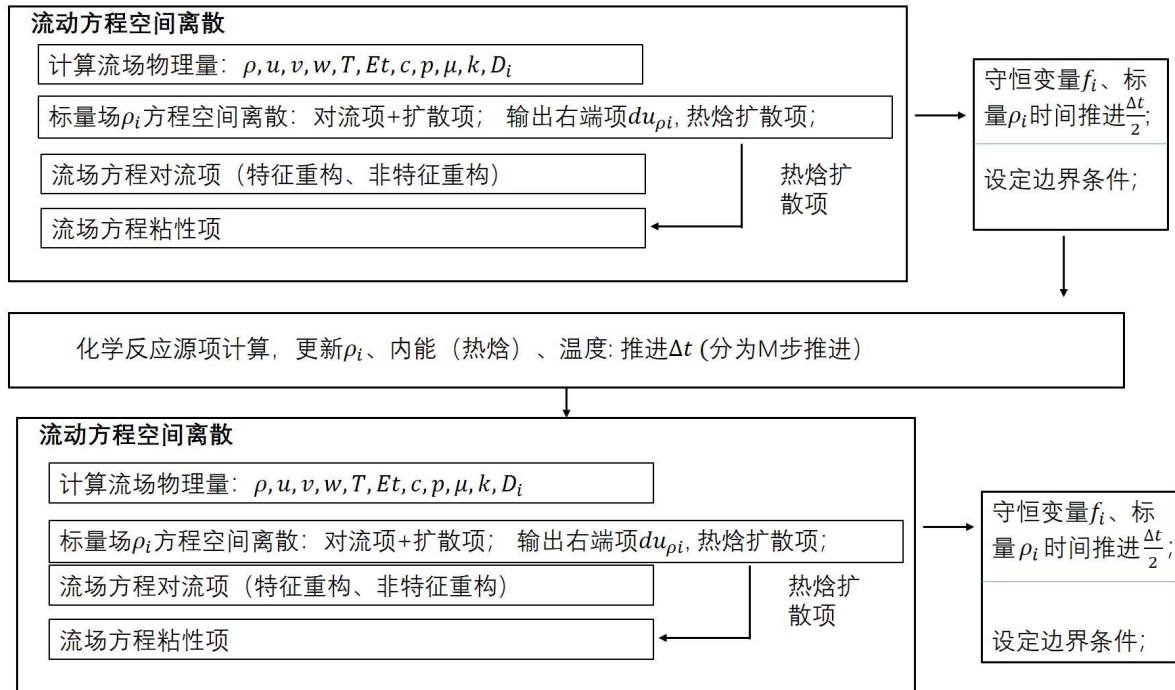 流动方程空间离散
计算流场物理量：ρ, u, v, w, T, Et, c, p, μ, k, D_i
标量场ρ_i方程空间离散：对流项+扩散项； 输出右端项du_{ρi}, 热焓扩散项；
流场方程对流项（特征重构、非特征重构）
流场方程粘性项
热焓扩
散项
守恒变量f_i、标
量ρ_i时间推进Δt/2;
设定边界条件；
化学反应源项计算，更新ρ_i、内能（热焓）、温度: 推进Δt (分为M步推进）
流动方程空间离散
计算流场物理量：ρ, u, v, w, T, Et, c, p, μ, k, D_i
标量场ρ_i方程空间离散：对流项+扩散项； 输出右端项du_{ρi}, 热焓扩散项；
流场方程对流项（特征重构、非特征重构）
流场方程粘性项
热焓扩
散项
守恒变量f_i、标
量ρ_i 时间推进Δt/2;
设定边界条件；